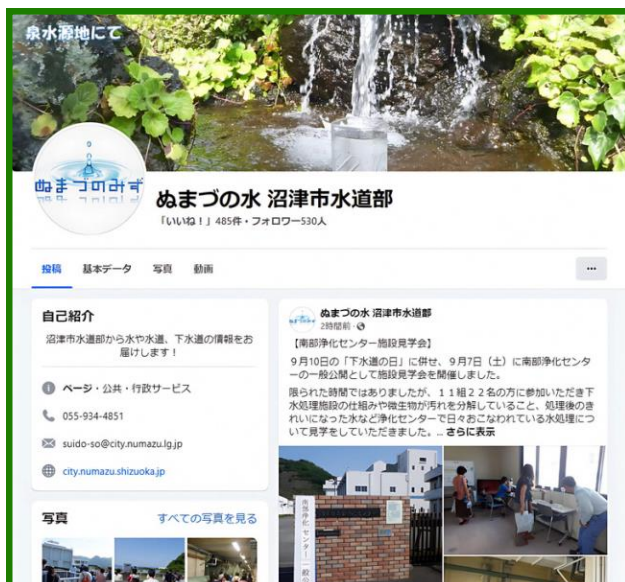 泉水源地にて
ぬまづのみず
ぬまづの水 沼津市水道部
「いいね！」485件・フォロワー530人
投稿 基本データ 写真 動画
自己紹介
沼津市水道部から水や水道、下水道の情報をお
届けします！
ページ・公共・行政サービス
055-934-4851
suido-so@city.numazu.lg.jp
city.numazu.shizuoka.jp
写真 すべての写真を見る
ぬまづの水 沼津市水道部
2時間前
【南部浄化センター施設見学会】
９月10日の「下水道の日」に併せ、９月7日（土）に南部浄化センタ
ーの一般公開として施設見学会を開催しました。
限られた時間ではありましたが、１１組２２名の方に参加いただき下
水処理施設の仕組みや微生物が汚れを分解していること、処理後のき
れいになった水など浄化センターで日々おこなわれている水処理につ
いて見学をしていただきました。... さらに表示
南部浄化センター一般公